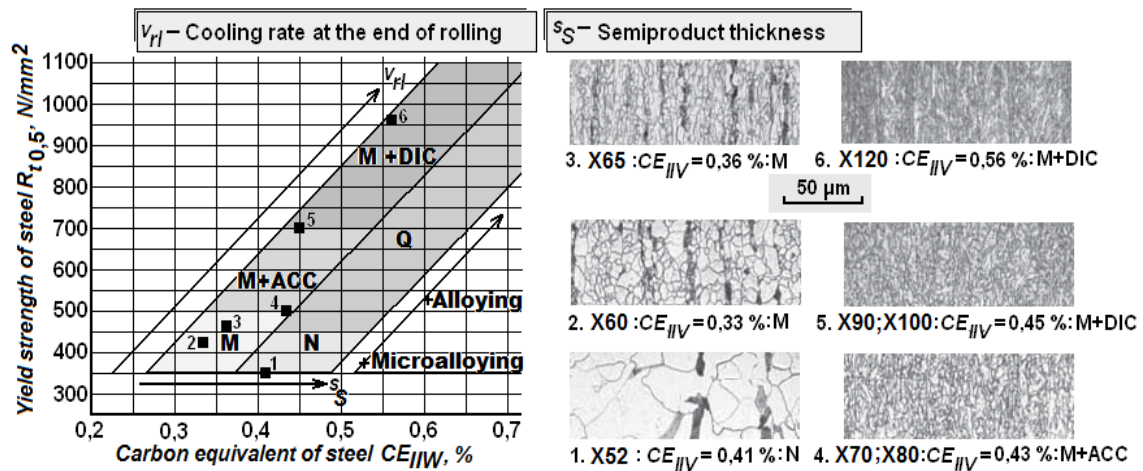 v_rl – Cooling rate at the end of rolling
s_S – Semiproduct thickness
Yield strength of steel R_t 0,5, N/mm²
1100
1000
900
800
700
600
500
400
300
v_rl
6
M +DIC
5
Q
M+ACC
4
+Alloying
3
2
M
N
1
+Microalloying
s_S
0,2 0,3 0,4 0,5 0,6 0,7
Carbon equivalent of steel CE_IIW, %
3. X65 :CE_IIV=0,36 %:M
6. X120 :CE_IIV=0,56 %:M+DIC
50 µm
2. X60 :CE_IIV=0,33 %:M
5. X90;X100:CE_IIV=0,45 %:M+DIC
1. X52 :CE_IIV=0,41 %:N
4. X70;X80:CE_IIV=0,43 %:M+ACC